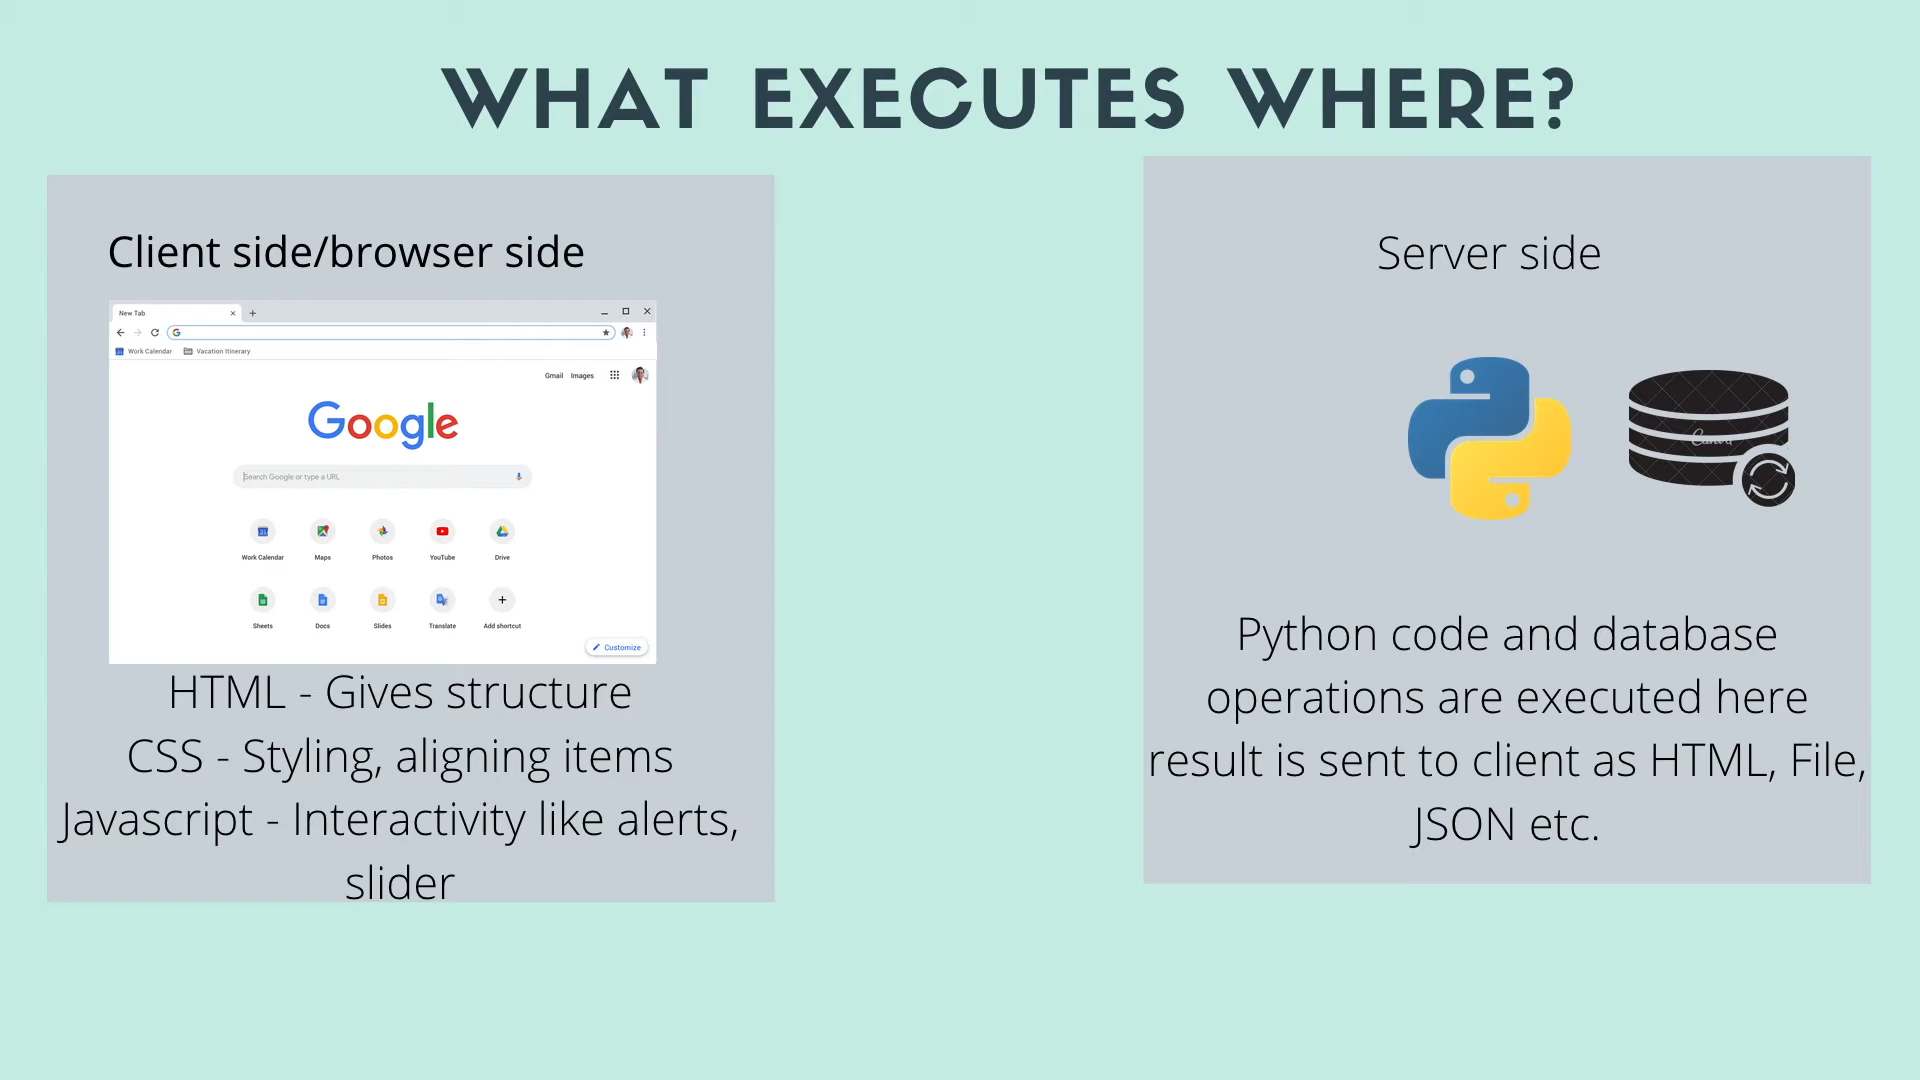 WHAT EXECUTES WHERE?
Client side/browser side
New Tab
Work Calendar Vacation Itinerary
Gmail Images
Google
Search Google or type a URL
Work Calendar Maps Photos YouTube Drive
Sheets Docs Slides Translate Add shortcut
Customize
HTML - Gives structure
CSS - Styling, aligning items
Javascript - Interactivity like alerts,
slider
Server side
Canva
Python code and database
operations are executed here
result is sent to client as HTML, File,
JSON etc.